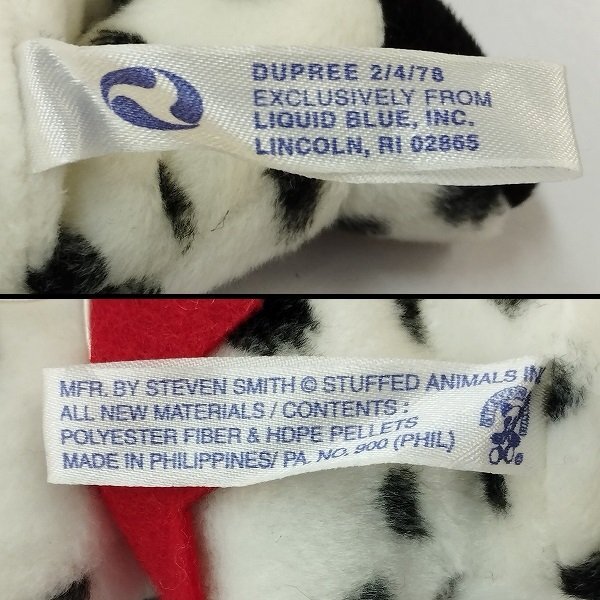 DUPREE 2/4/78
EXCLUSIVELY FROM
LIQUID BLUE, INC.
LINCOLN, RI 02865
MFR. BY STEVEN SMITH © STUFFED ANIMALS IN
ALL NEW MATERIALS / CONTENTS :
POLYESTER FIBER & HDPE PELLETS
MADE IN PHILIPPINES/ PA. NO. 900 (PHIL)